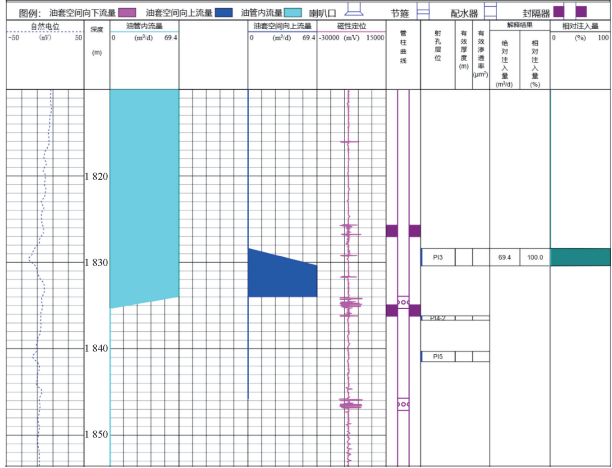 图例： 油套空间向下流量 油套空间向上流量 油管内流量 喇叭口 节箍 配水器 封隔器
自然电位
-50 (mV) 50
深度
(m)
油管内流量
0 (m³/d) 69.4
油套空间向上流量
0 (m³/d) 69.4
磁性定位
-30000 (mV) 15000
管柱曲线
射孔层位
有效厚度(m)
有效渗透率(μm²)
解释结果
绝对注入量(m³/d)
相对注入量(%)
相对注入量
0 (%) 100
1 820
1 830
PI3 69.4 100.0
PI4-2
1 840
PI5
1 850